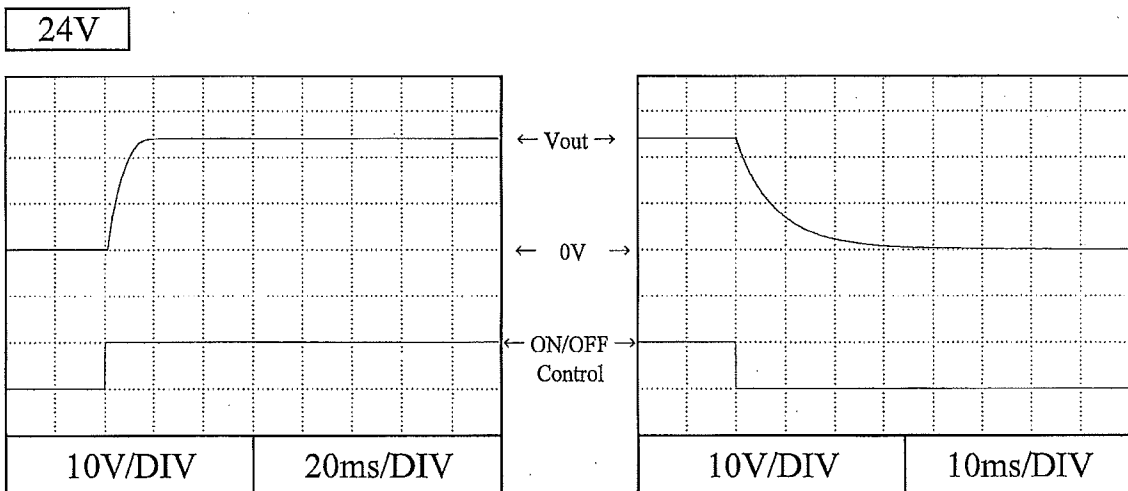 24V
← Vout →
← 0V →
← ON/OFF →
Control
10V/DIV
20ms/DIV
10V/DIV
10ms/DIV